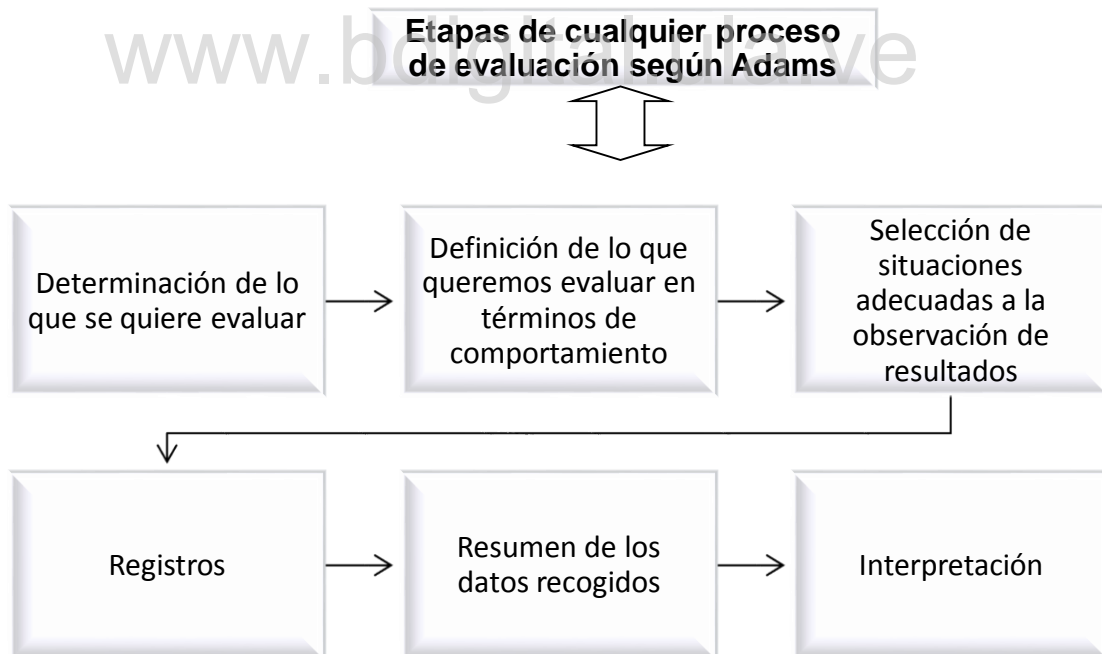 www.bdigital.ula.ve
Etapas de cualquier proceso
de evaluación según Adams
Determinación de lo
que se quiere evaluar
Definición de lo que
queremos evaluar en
términos de
comportamiento
Selección de
situaciones
adecuadas a la
observación de
resultados
Registros
Resumen de los
datos recogidos
Interpretación